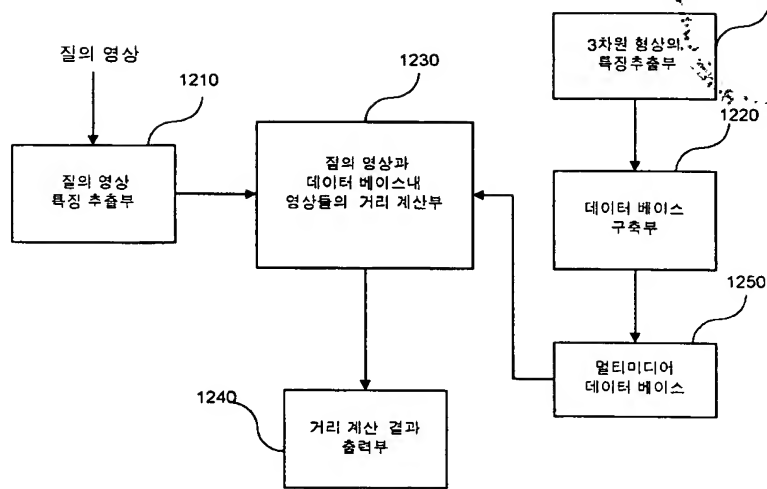 질의 영상
1210
질의 영상
특징 추출부
1230
질의 영상과
데이터 베이스내
영상들의 거리 계산부
3차원 형상의
특징추출부
1220
데이터 베이스
구축부
1250
멀티미디어
데이터 베이스
1240
거리 계산 결과
출력부